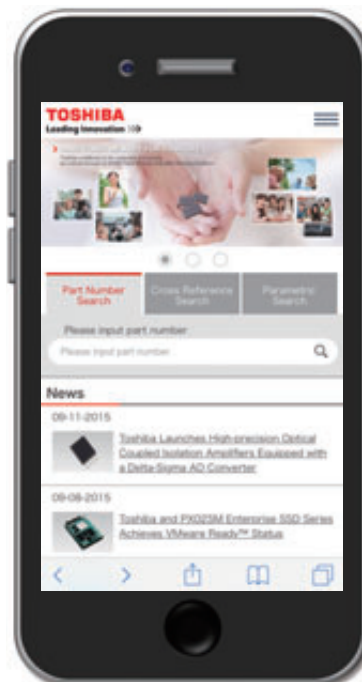 TOSHIBA
Leading Innovation >>>
Part Number
Search
Cross Reference
Search
Parametric
Search
Please input part number
Please input part number
News
09-11-2015
Toshiba Launches High-precision Optical
Coupled Isolation Amplifiers Equipped with
a Delta-Sigma AD Converter
09-08-2015
Toshiba and PX02SM Enterprise SSD Series
Achieves VMware Ready™ Status